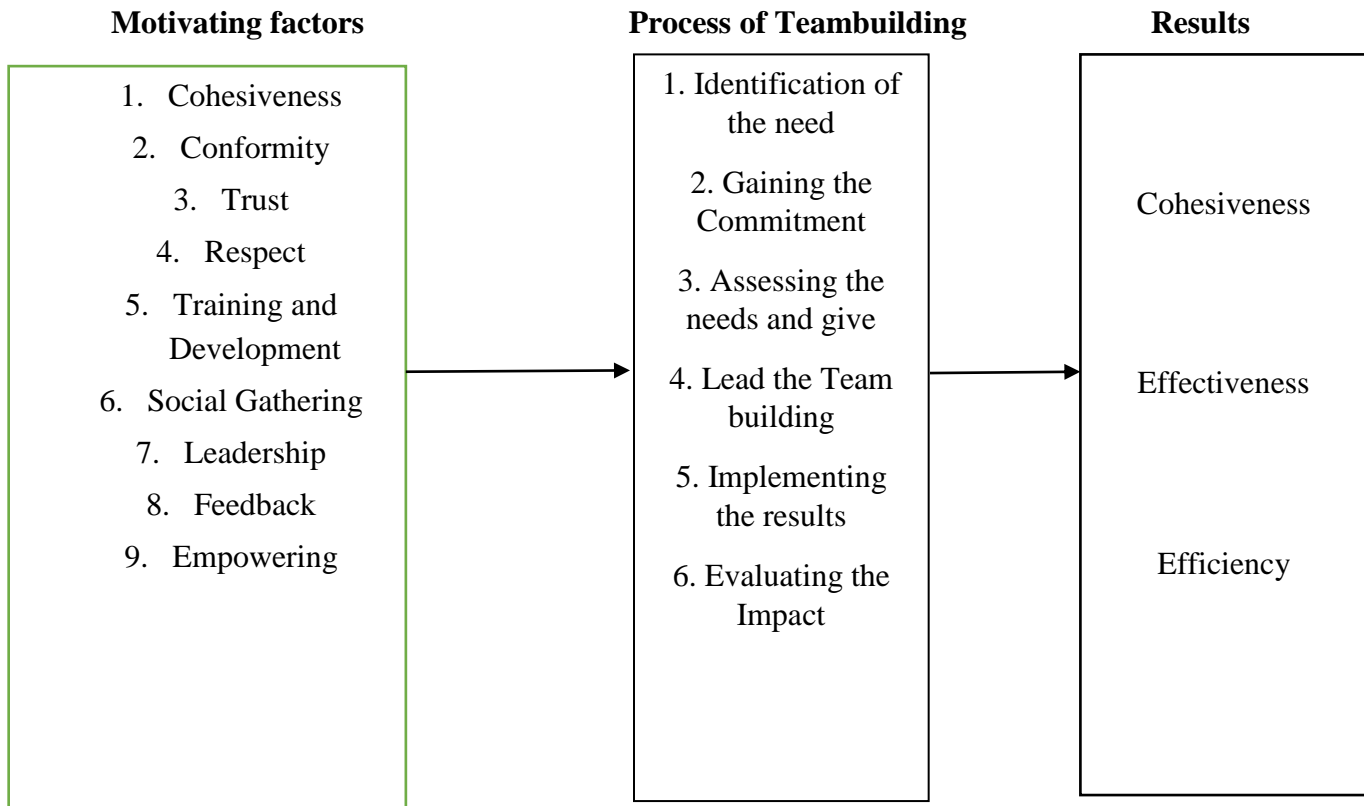 Motivating factors
1. Cohesiveness
2. Conformity
3. Trust
4. Respect
5. Training and
Development
6. Social Gathering
7. Leadership
8. Feedback
9. Empowering
Process of Teambuilding
1. Identification of
the need
2. Gaining the
Commitment
3. Assessing the
needs and give
4. Lead the Team
building
5. Implementing
the results
6. Evaluating the
Impact
Results
Cohesiveness
Effectiveness
Efficiency